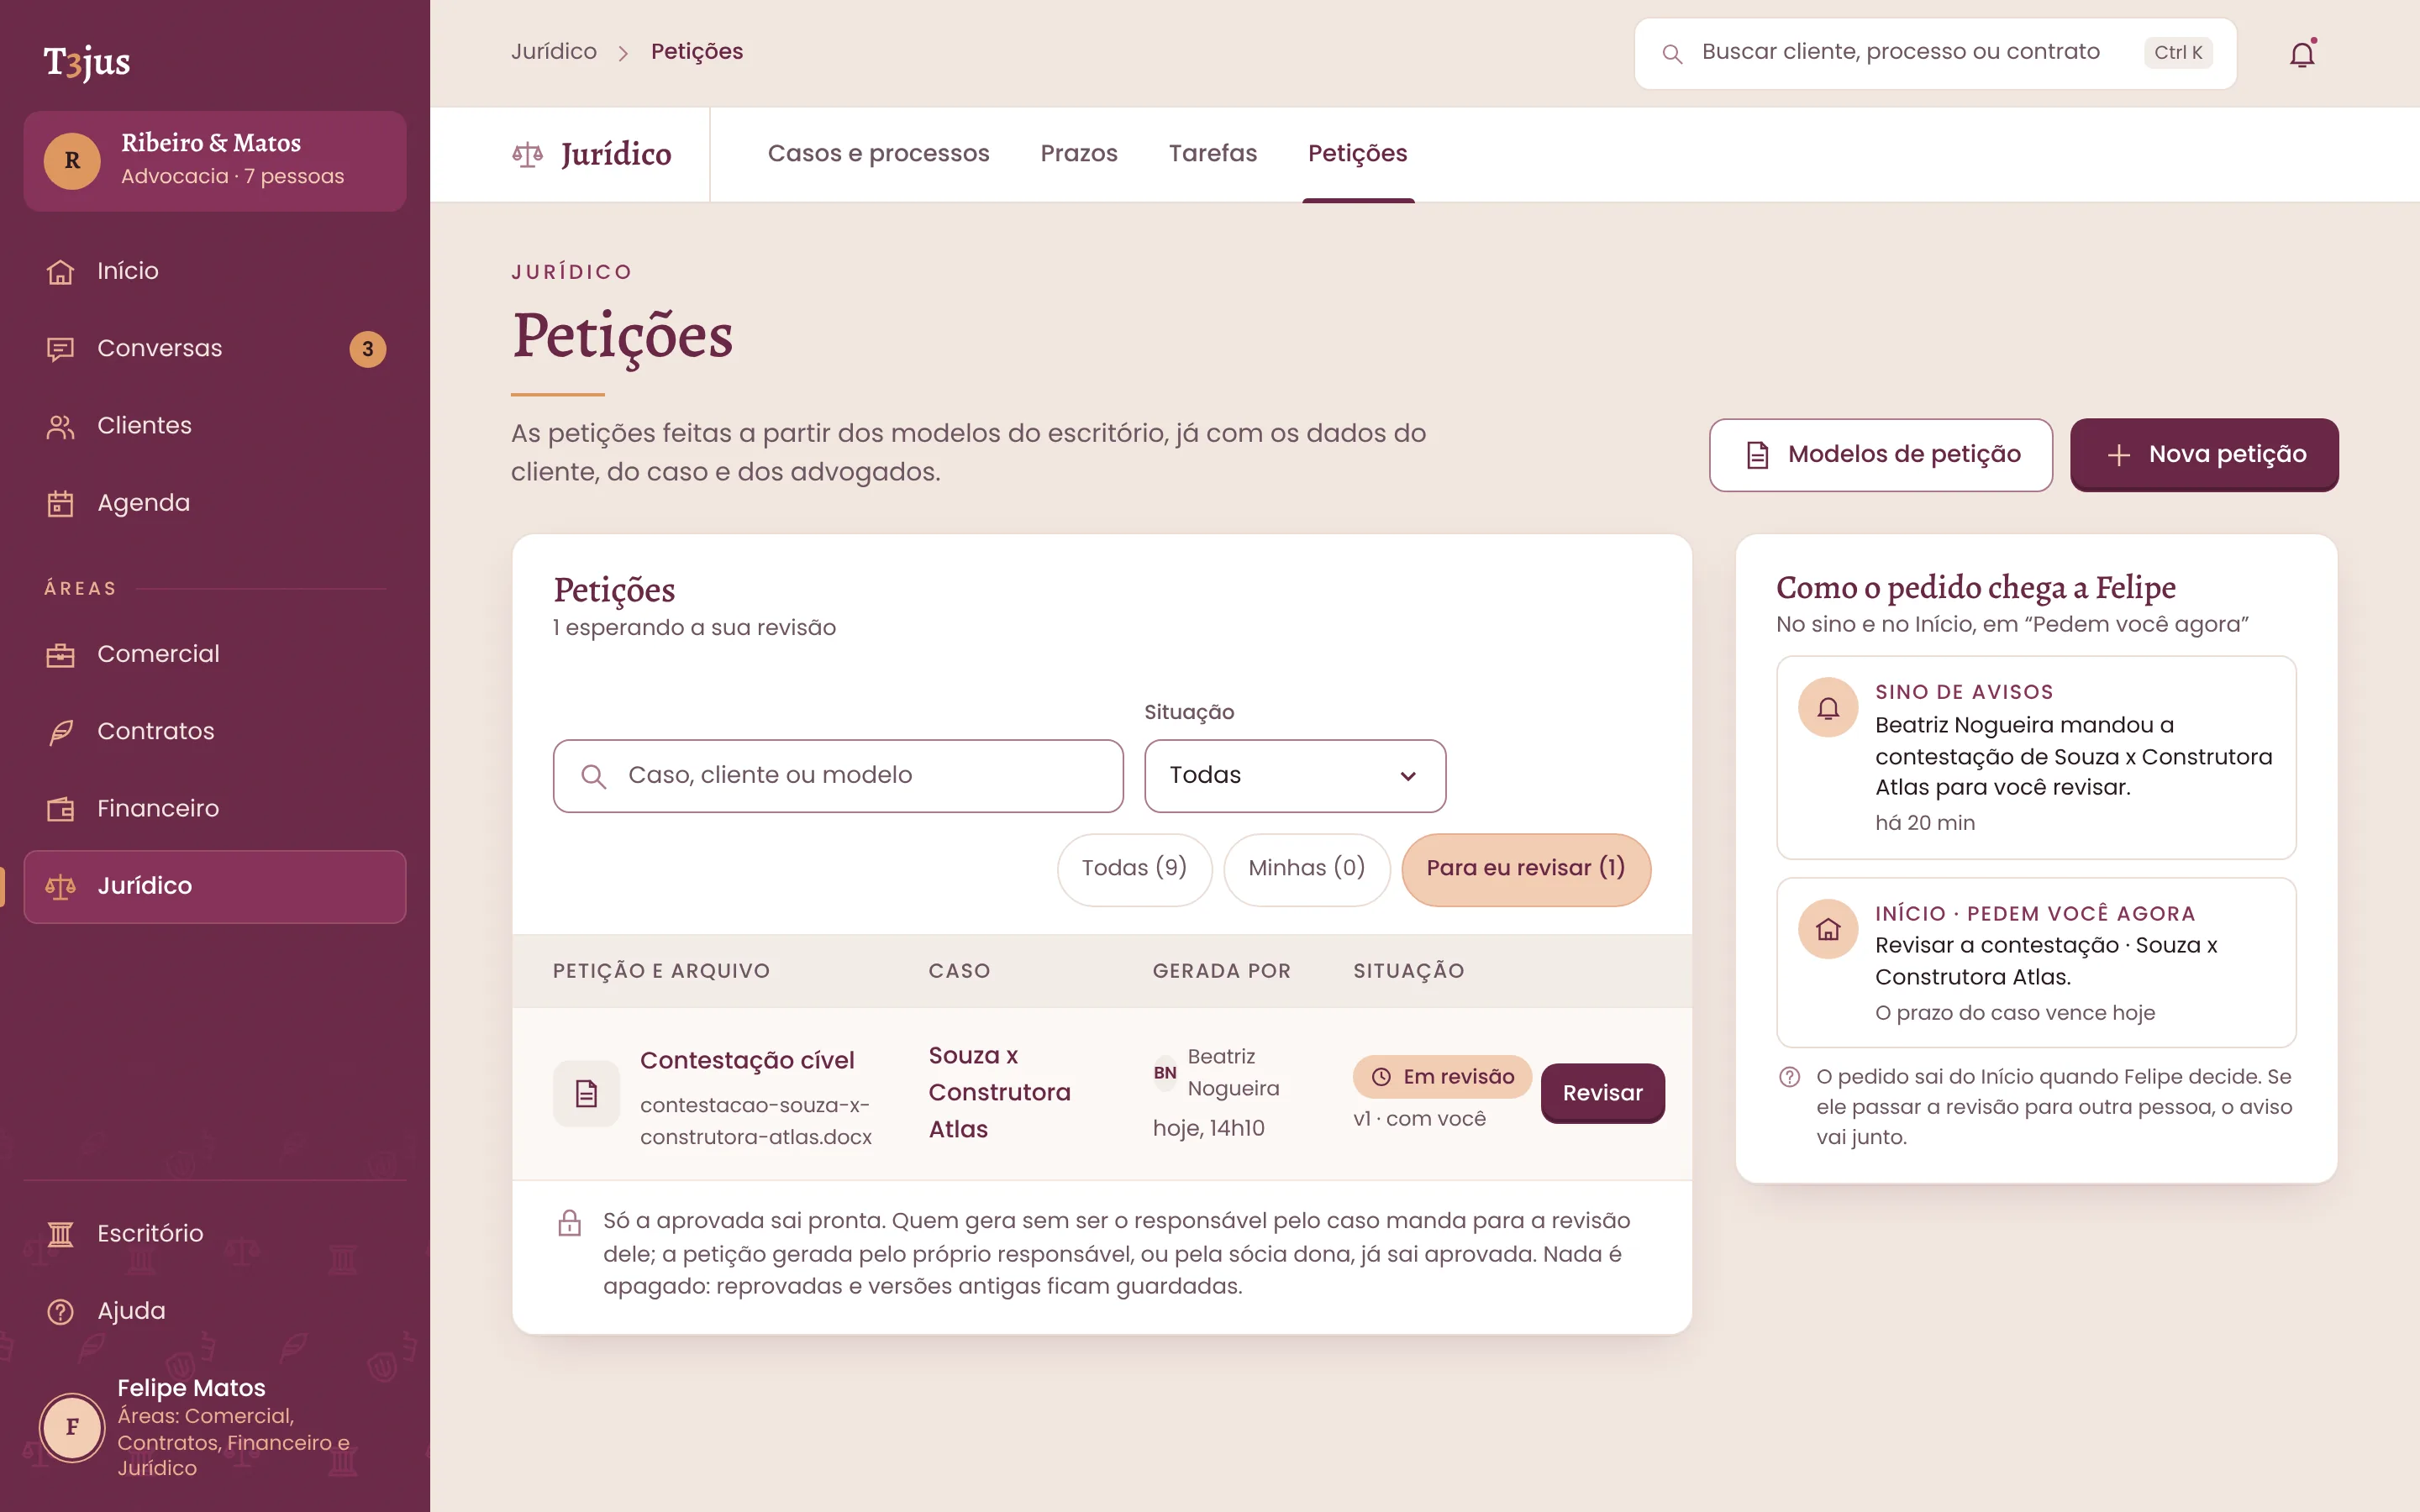 T3jus
R
Ribeiro & Matos
Advocacia · 7 pessoas
Início
Conversas
3
Clientes
Agenda
ÁREAS
Comercial
Contratos
Financeiro
Jurídico
Escritório
Ajuda
F
Felipe Matos
Áreas: Comercial,
Contratos, Financeiro e
Jurídico
Jurídico
Petições
Buscar cliente, processo ou contrato
Ctrl K
Jurídico
Casos e processos
Prazos
Tarefas
Petições
JURÍDICO
Petições
As petições feitas a partir dos modelos do escritório, já com os dados do
cliente, do caso e dos advogados.
Modelos de petição
Nova petição
Petições
1 esperando a sua revisão
Situação
Caso, cliente ou modelo
Todas
Todas (9)
Minhas (0)
Para eu revisar (1)
PETIÇÃO E ARQUIVO
CASO
GERADA POR
SITUAÇÃO
Contestação cível
contestacao-souza-x-
construtora-atlas.docx
Souza x
Construtora
Atlas
BN
Beatriz
Nogueira
hoje, 14h10
Em revisão
v1 · com você
Revisar
Só a aprovada sai pronta. Quem gera sem ser o responsável pelo caso manda para a revisão
dele; a petição gerada pelo próprio responsável, ou pela sócia dona, já sai aprovada. Nada é
apagado: reprovadas e versões antigas ficam guardadas.
Como o pedido chega a Felipe
No sino e no Início, em “Pedem você agora”
SINO DE AVISOS
Beatriz Nogueira mandou a
contestação de Souza x Construtora
Atlas para você revisar.
há 20 min
INÍCIO · PEDEM VOCÊ AGORA
Revisar a contestação · Souza x
Construtora Atlas.
O prazo do caso vence hoje
O pedido sai do Início quando Felipe decide. Se
ele passar a revisão para outra pessoa, o aviso
vai junto.